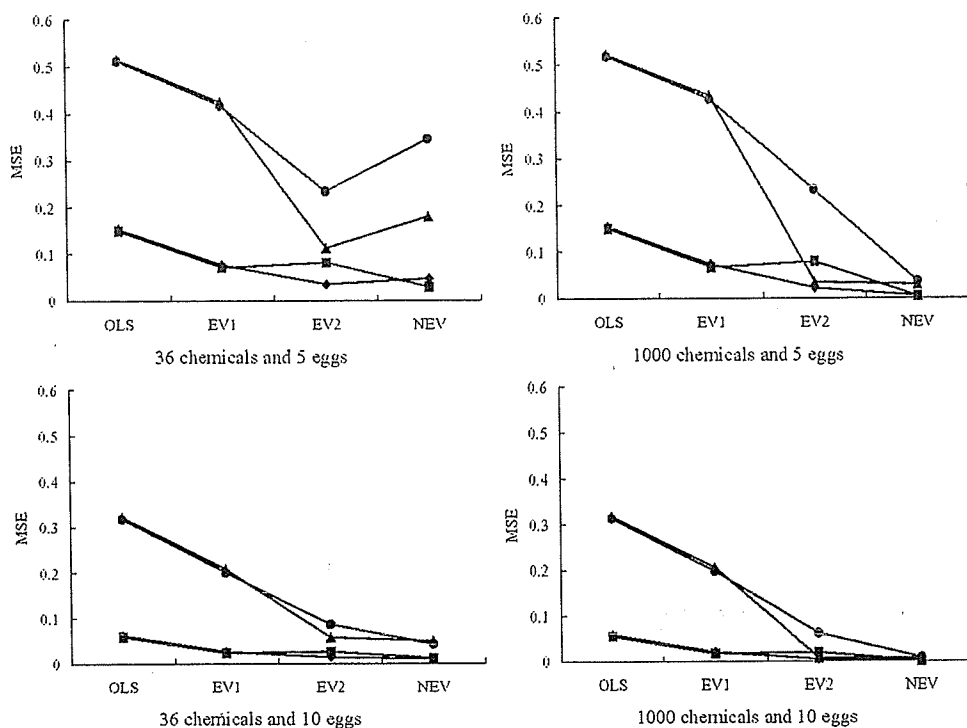 0.6
0.5
0.4
0.3
0.2
0.1
0
MSE
OLS EV1 EV2 NEV
36 chemicals and 5 eggs
0.6
0.5
0.4
0.3
0.2
0.1
0
MSE
OLS EV1 EV2 NEV
1000 chemicals and 5 eggs
0.6
0.5
0.4
0.3
0.2
0.1
0
MSE
OLS EV1 EV2 NEV
36 chemicals and 10 eggs
0.6
0.5
0.4
0.3
0.2
0.1
0
MSE
OLS EV1 EV2 NEV
1000 chemicals and 10 eggs